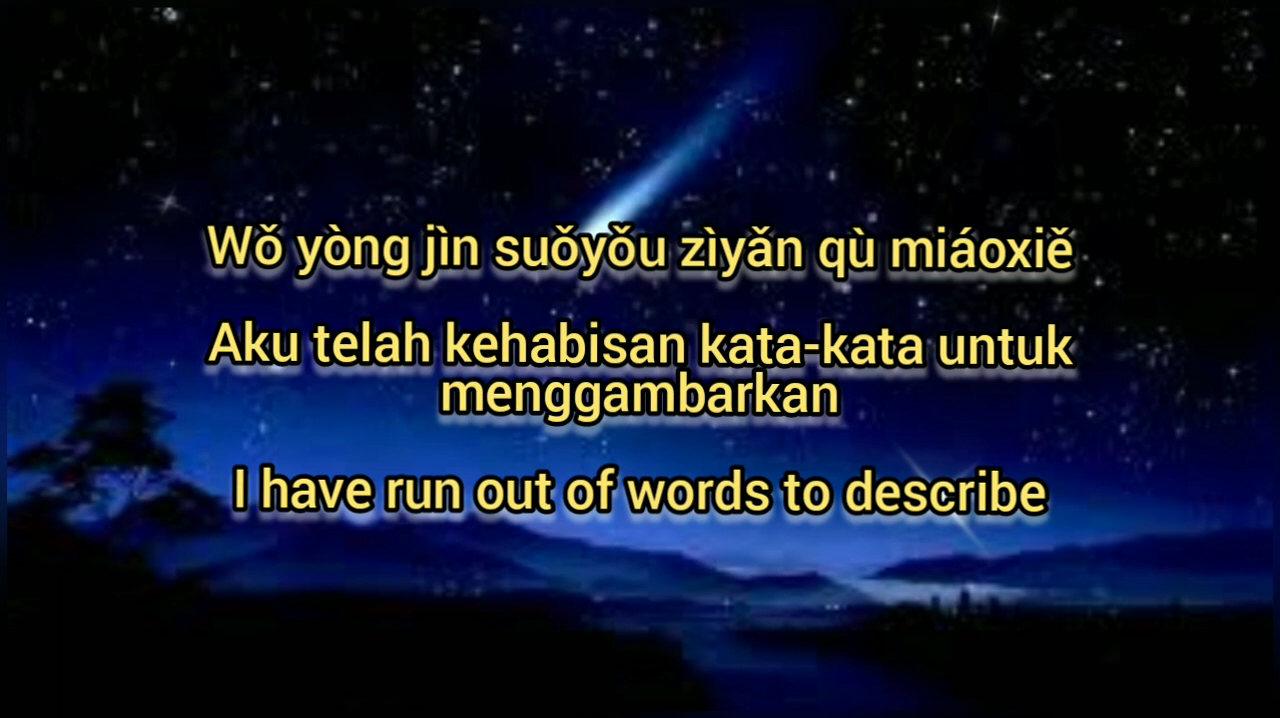 Wǒ yòng jìn suǒyǒu zìyǎn qù miáoxiě
Aku telah kehabisan kata-kata untuk
menggambarkan
I have run out of words to describe